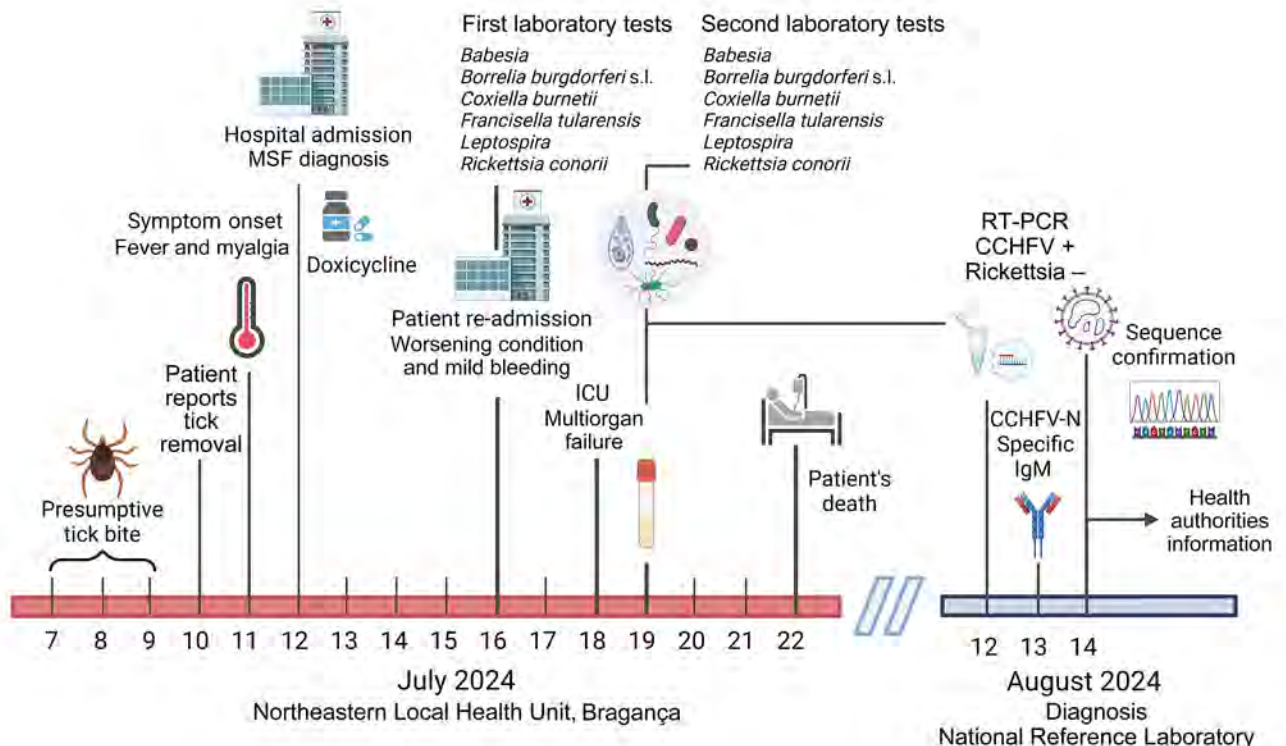 First laboratory tests
Babesia
Borrelia burgdorferi s.l.
Coxiella burnetii
Francisella tularensis
Leptospira
Rickettsia conorii
Second laboratory tests
Babesia
Borrelia burgdorferi s.l.
Coxiella burnetii
Francisella tularensis
Leptospira
Rickettsia conorii
Hospital admission
MSF diagnosis
Symptom onset
Fever and myalgia
Doxicycline
Patient
reports
tick
removal
Presumptive
tick bite
Patient re-admission
Worsening condition
and mild bleeding
ICU
Multiorgan
failure
Patient's
death
RT-PCR
CCHFV +
Rickettsia –
Sequence
confirmation
CCHFV-N
Specific
IgM
Health
authorities
information
7 8 9 10 11 12 13 14 15 16 17 18 19 20 21 22
July 2024
Northeastern Local Health Unit, Bragança
12 13 14
August 2024
Diagnosis
National Reference Laboratory